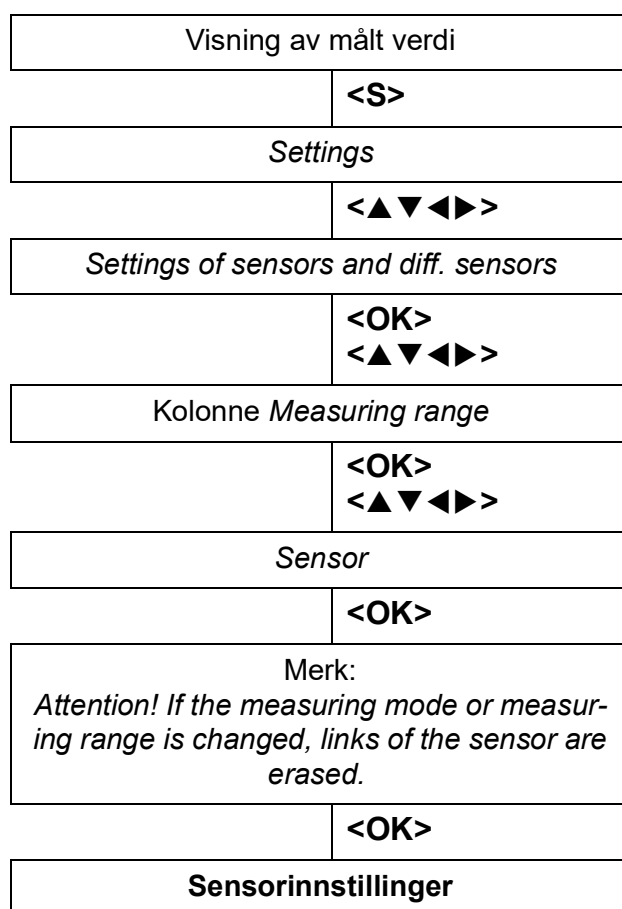 Visning av målt verdi
<S>
Settings
<▲▼◀▶>
Settings of sensors and diff. sensors
<OK>
<▲▼◀▶>
Kolonne Measuring range
<OK>
<▲▼◀▶>
Sensor
<OK>
Merk:
Attention! If the measuring mode or measur-
ing range is changed, links of the sensor are
erased.
<OK>
Sensorinnstillinger